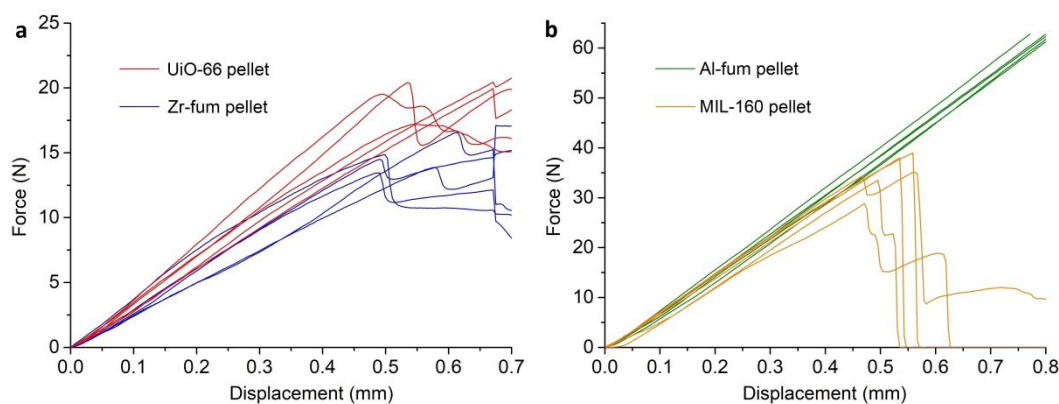 a
UiO-66 pellet
Zr-fum pellet
Force (N)
25
20
15
10
5
0
0.0 0.1 0.2 0.3 0.4 0.5 0.6 0.7
Displacement (mm)
b
Al-fum pellet
MIL-160 pellet
Force (N)
60
50
40
30
20
10
0
0.0 0.1 0.2 0.3 0.4 0.5 0.6 0.7 0.8
Displacement (mm)